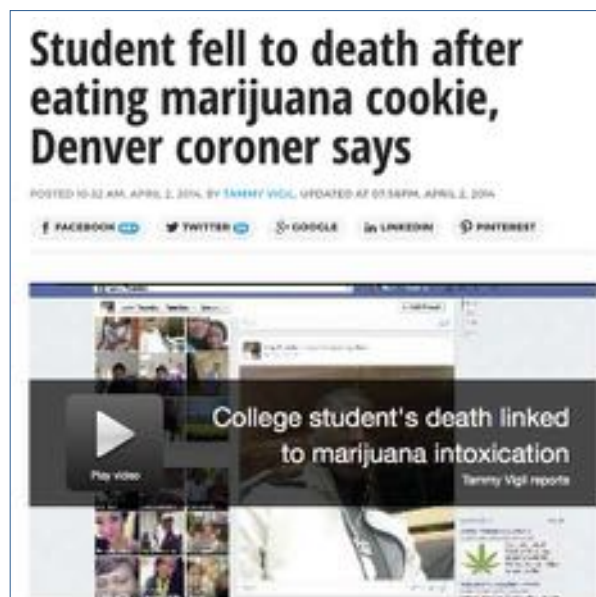 Student fell to death after
eating marijuana cookie,
Denver coroner says
POSTED 10:32 AM, APRIL 2, 2014, BY TAMMY VIGIL, UPDATED AT 07:58PM, APRIL 2, 2014
FACEBOOK
TWITTER
GOOGLE
LINKEDIN
PINTEREST
College student's death linked
to marijuana intoxication
Play video
Tammy Vigil reports